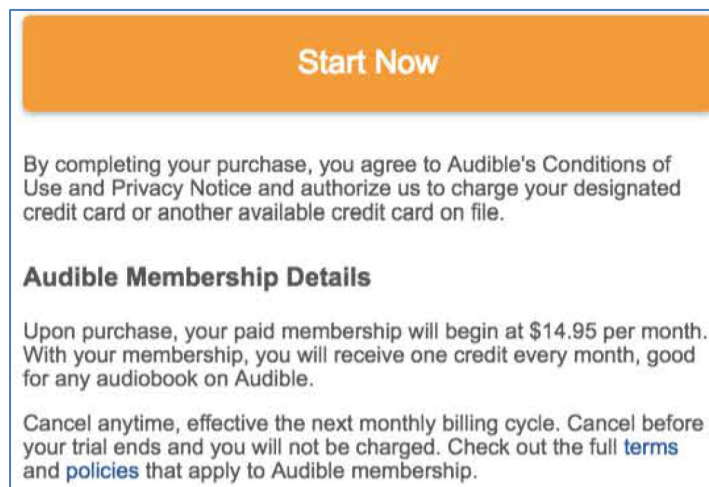 Start Now
By completing your purchase, you agree to Audible's Conditions of
Use and Privacy Notice and authorize us to charge your designated
credit card or another available credit card on file.
Audible Membership Details
Upon purchase, your paid membership will begin at $14.95 per month.
With your membership, you will receive one credit every month, good
for any audiobook on Audible.
Cancel anytime, effective the next monthly billing cycle. Cancel before
your trial ends and you will not be charged. Check out the full terms
and policies that apply to Audible membership.